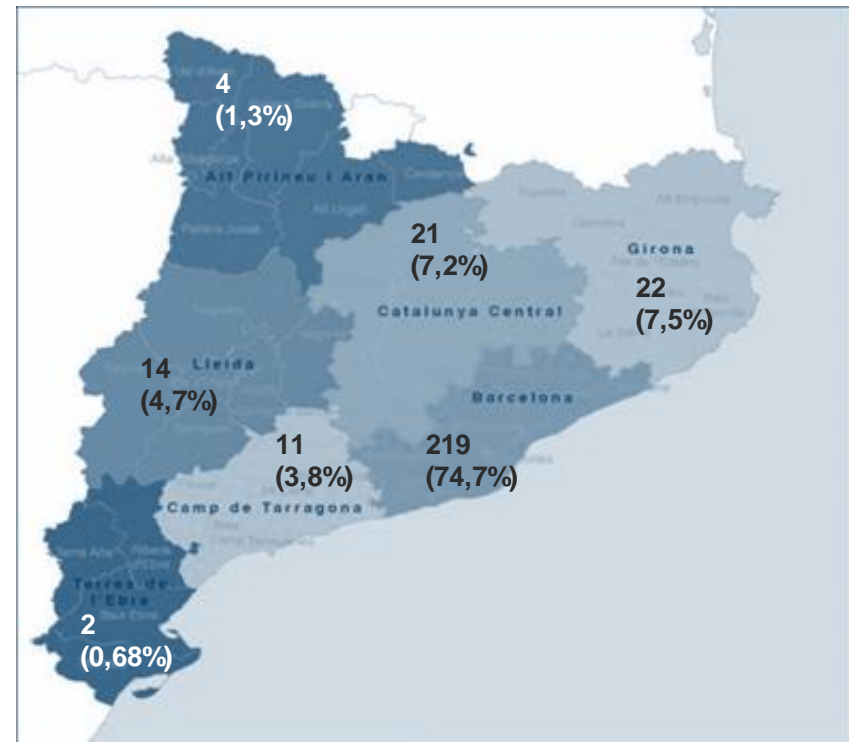 4
(1,3%)
Alt Pirineu i Aran
21
(7,2%)
Girona
22
(7,5%)
Catalunya Central
14
Lleida
(4,7%)
Barcelona
11
(3,8%)
219
(74,7%)
Camp de Tarragona
Terres de
l'Ebre
2
(0,68%)